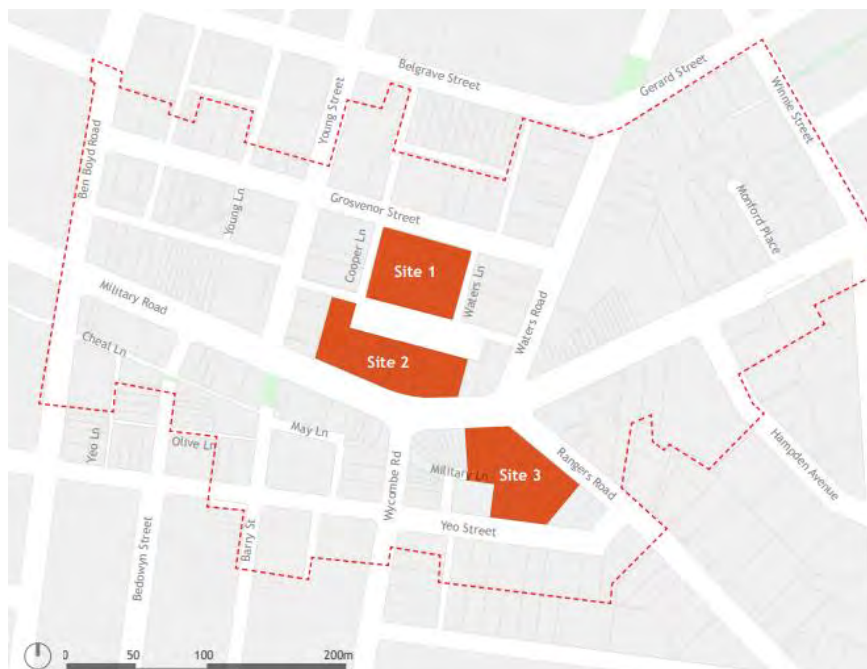 Belgrave Street
Gerard Street
Winnie Street
Young Street
Ben Boyd Road
Young Ln
Grosvenor Street
Monford Place
Cooper Ln
Site 1
Waters Ln
Waters Road
Military Road
Cheal Ln
Site 2
May Ln
Olive Ln
Yeo Ln
Wycombe Rd
Military Ln
Site 3
Rangers Road
Hampden Avenue
Yeo Street
Barry St
Bedowyn Street
0 50 100 200m